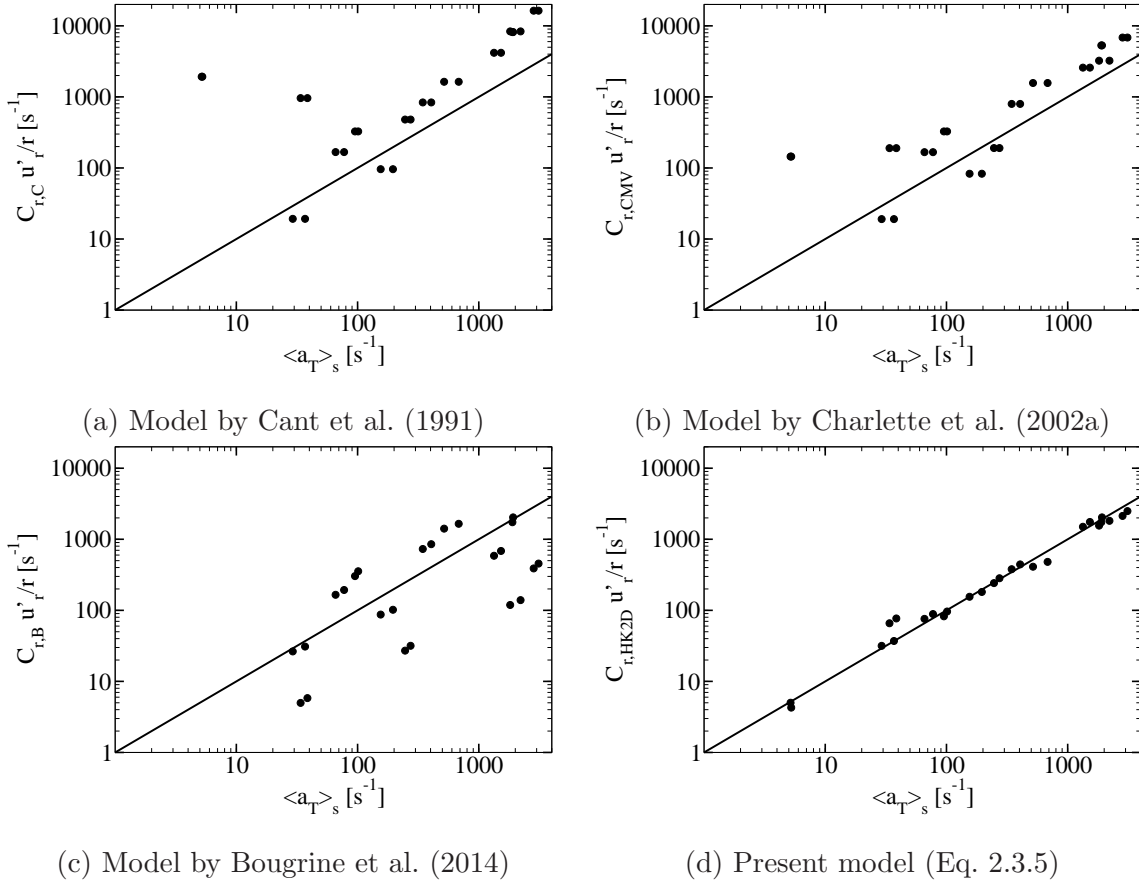 10000
1000
100
10
1
C_{r,C} u'_r/r [s^{-1}]
10 100 1000
<a_T>_s [s^{-1}]
(a) Model by Cant et al. (1991)
10000
1000
100
10
1
C_{r,CMV} u'_r/r [s^{-1}]
10 100 1000
<a_T>_s [s^{-1}]
(b) Model by Charlette et al. (2002a)
10000
1000
100
10
1
C_{r,B} u'_r/r [s^{-1}]
10 100 1000
<a_T>_s [s^{-1}]
(c) Model by Bougrine et al. (2014)
10000
1000
100
10
1
C_{r,HK2D} u'_r/r [s^{-1}]
10 100 1000
<a_T>_s [s^{-1}]
(d) Present model (Eq. 2.3.5)